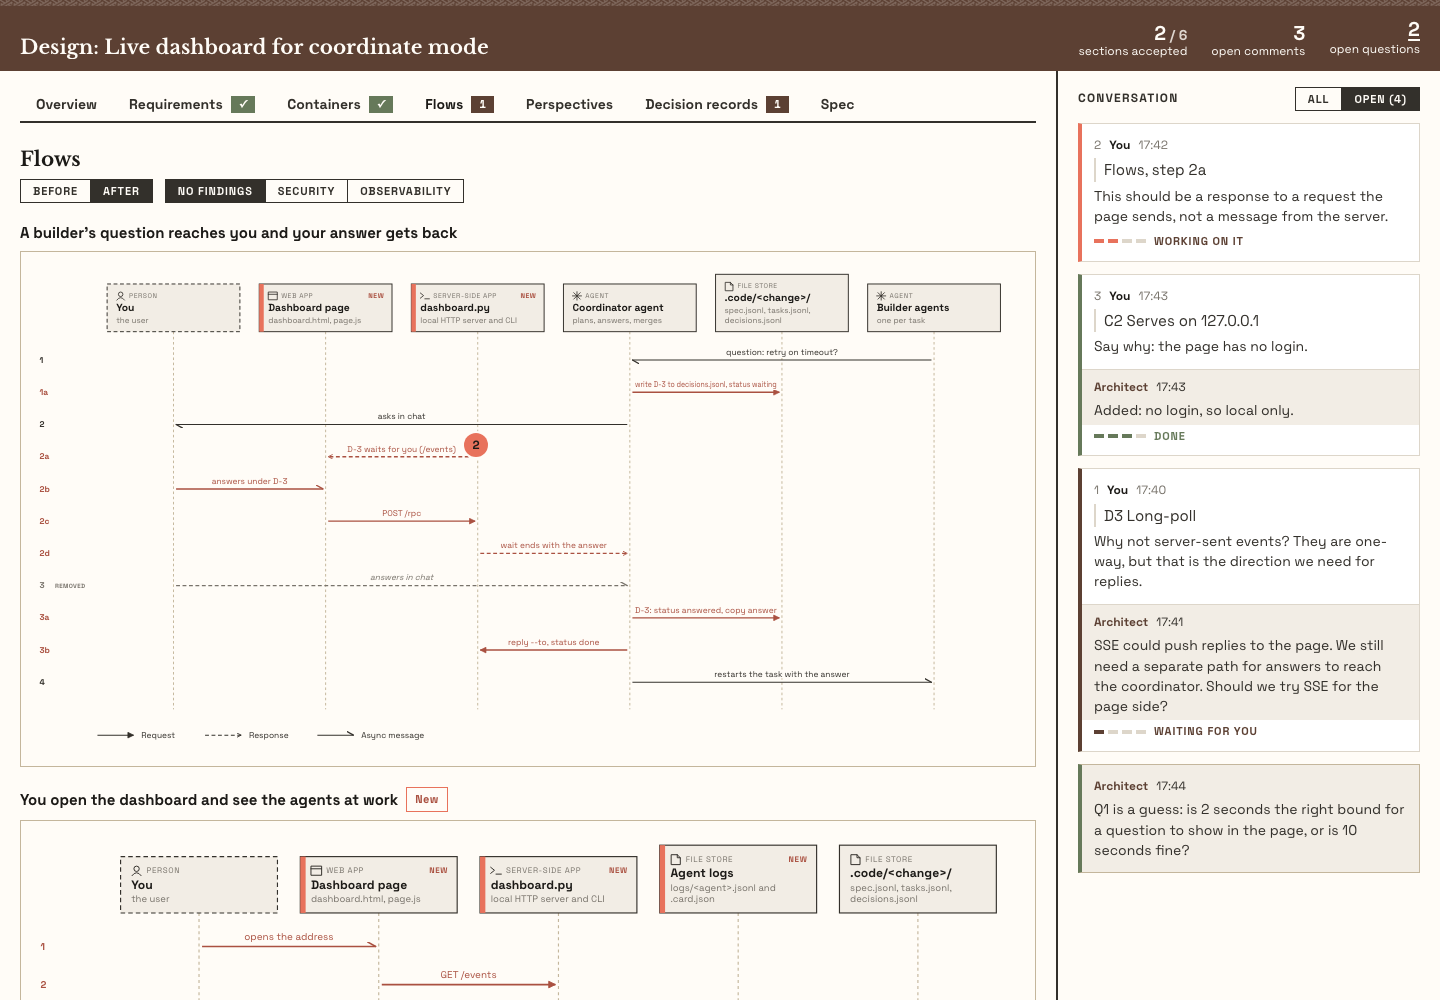 Design: Live dashboard for coordinate mode
2 / 6
sections accepted
3
open comments
2
open questions
Overview
Requirements ✓
Containers ✓
Flows 1
Perspectives
Decision records 1
Spec
Flows
BEFORE AFTER
NO FINDINGS SECURITY OBSERVABILITY
A builder's question reaches you and your answer gets back
PERSON
You
the user
WEB APP NEW
Dashboard page
dashboard.html, page.js
SERVER-SIDE APP NEW
dashboard.py
local HTTP server and CLI
AGENT
Coordinator agent
plans, answers, merges
FILE STORE
.code/<change>/
spec.jsonl, tasks.jsonl,
decisions.jsonl
AGENT
Builder agents
one per task
1 question: retry on timeout?
1a write D-3 to decisions.jsonl, status waiting
2 asks in chat
2a D-3 waits for you (/events) 2
2b answers under D-3
2c POST /rpc
2d wait ends with the answer
3 REMOVED answers in chat
3a D-3: status answered, copy answer
3b reply --to, status done
4 restarts the task with the answer
Request
Response
Async message
You open the dashboard and see the agents at work New
PERSON
You
the user
WEB APP NEW
Dashboard page
dashboard.html, page.js
SERVER-SIDE APP NEW
dashboard.py
local HTTP server and CLI
FILE STORE NEW
Agent logs
logs/<agent>.jsonl and
.card.json
FILE STORE
.code/<change>/
spec.jsonl, tasks.jsonl,
decisions.jsonl
1 opens the address
2 GET /events
CONVERSATION
ALL OPEN (4)
2 You 17:42
Flows, step 2a
This should be a response to a request the
page sends, not a message from the server.
WORKING ON IT
3 You 17:43
C2 Serves on 127.0.0.1
Say why: the page has no login.
Architect 17:43
Added: no login, so local only.
DONE
1 You 17:40
D3 Long-poll
Why not server-sent events? They are one-
way, but that is the direction we need for
replies.
Architect 17:41
SSE could push replies to the page. We still
need a separate path for answers to reach
the coordinator. Should we try SSE for the
page side?
WAITING FOR YOU
Architect 17:44
Q1 is a guess: is 2 seconds the right bound for
a question to show in the page, or is 10
seconds fine?